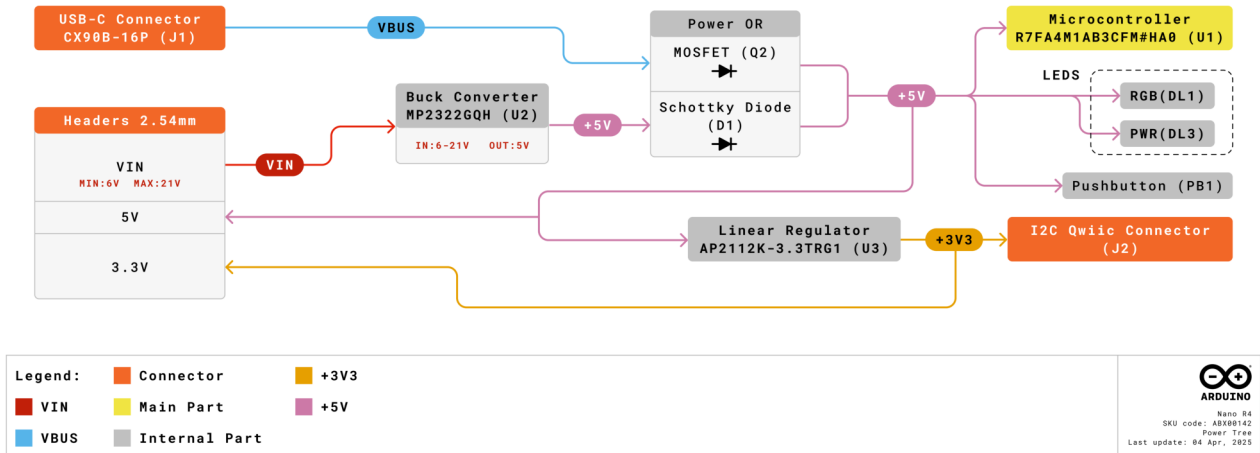 USB-C Connector
CX90B-16P (J1)
VBUS
Power OR
MOSFET (Q2)
Schottky Diode
(D1)
Microcontroller
R7FA4M1AB3CFM#HA0 (U1)
LEDS
RGB(DL1)
PWR(DL3)
+5V
Buck Converter
MP2322GQH (U2)
IN:6-21V OUT:5V
+5V
Headers 2.54mm
VIN
MIN:6V MAX:21V
VIN
5V
3.3V
Pushbutton (PB1)
Linear Regulator
AP2112K-3.3TRG1 (U3)
+3V3
I2C Qwiic Connector
(J2)
Legend:
Connector
+3V3
VIN
Main Part
+5V
VBUS
Internal Part
ARDUINO
Nano R4
SKU code: ABX00142
Power Tree
Last update: 04 Apr, 2025